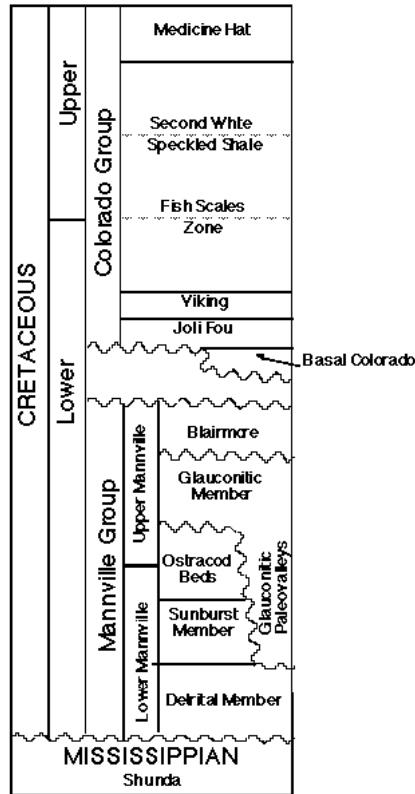 Medicine Hat
Second White
Speckled Shale
Fish Scales
Zone
Viking
Joli Fou
Basal Colorado
Blairmore
Glauconitic
Member
Ostracod
Beds
Sunburst
Member
Detrital Member
Glauconitic
Paleovalleys
Upper Mannville
Lower Mannville
Mannville Group
Colorado Group
Upper
Lower
CRETACEOUS
MISSISSIPPIAN
Shunda